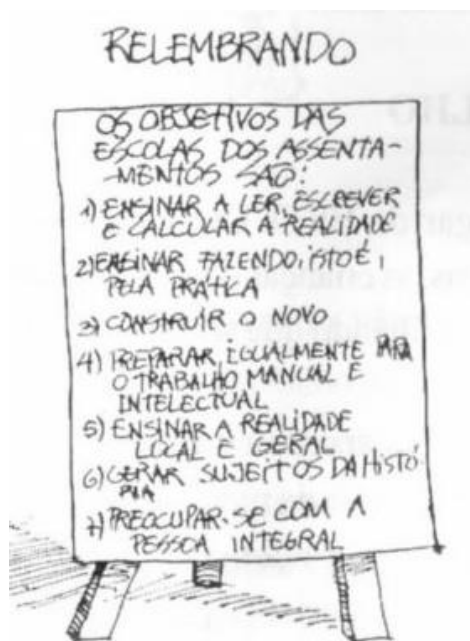 RELEMBRANDO
OS OBJETIVOS DAS
ESCOLAS DOS ASSENTA-
-MENTOS SÃO:
1) ENSINAR A LER, ESCREVER
E CALCULAR A REALIDADE
2) ENSINAR FAZENDO, ISTO É,
PELA PRÁTICA
3) CONSTRUIR O NOVO
4) PREPARAR IGUALMENTE PARA
O TRABALHO MANUAL E
INTELECTUAL
5) ENSINAR A REALIDADE
LOCAL E GERAL
6) GERAR SUJEITOS DA HISTÓ-
RIA
7) PREOCUPAR-SE COM A
PESSOA INTEGRAL